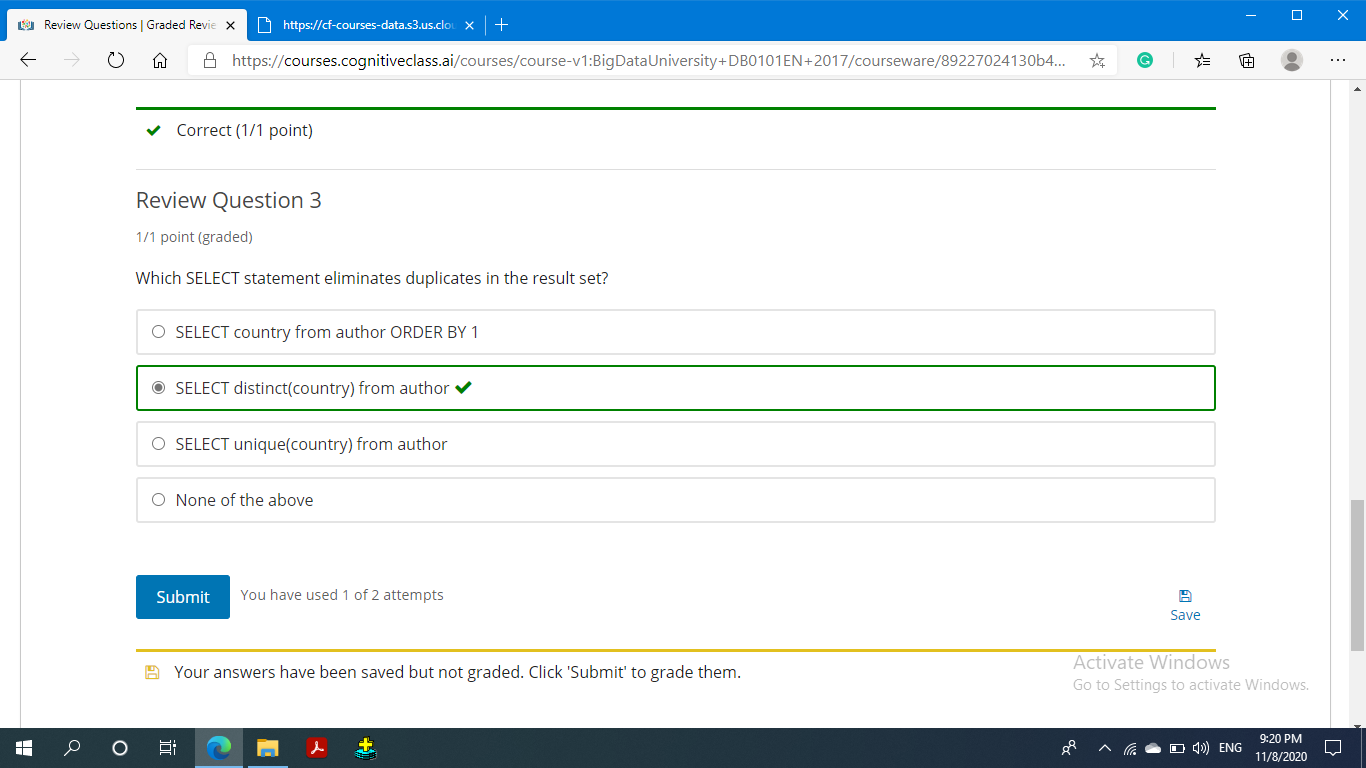 Review Questions | Graded Revie
https://cf-courses-data.s3.us.clou
https://courses.cognitiveclass.ai/courses/course-v1:BigDataUniversity+DB0101EN+2017/courseware/89227024130b4...
Correct (1/1 point)
Review Question 3
1/1 point (graded)
Which SELECT statement eliminates duplicates in the result set?
SELECT country from author ORDER BY 1
SELECT distinct(country) from author
SELECT unique(country) from author
None of the above
Submit
You have used 1 of 2 attempts
Save
Your answers have been saved but not graded. Click 'Submit' to grade them.
Activate Windows
Go to Settings to activate Windows.
ENG
9:20 PM
11/8/2020